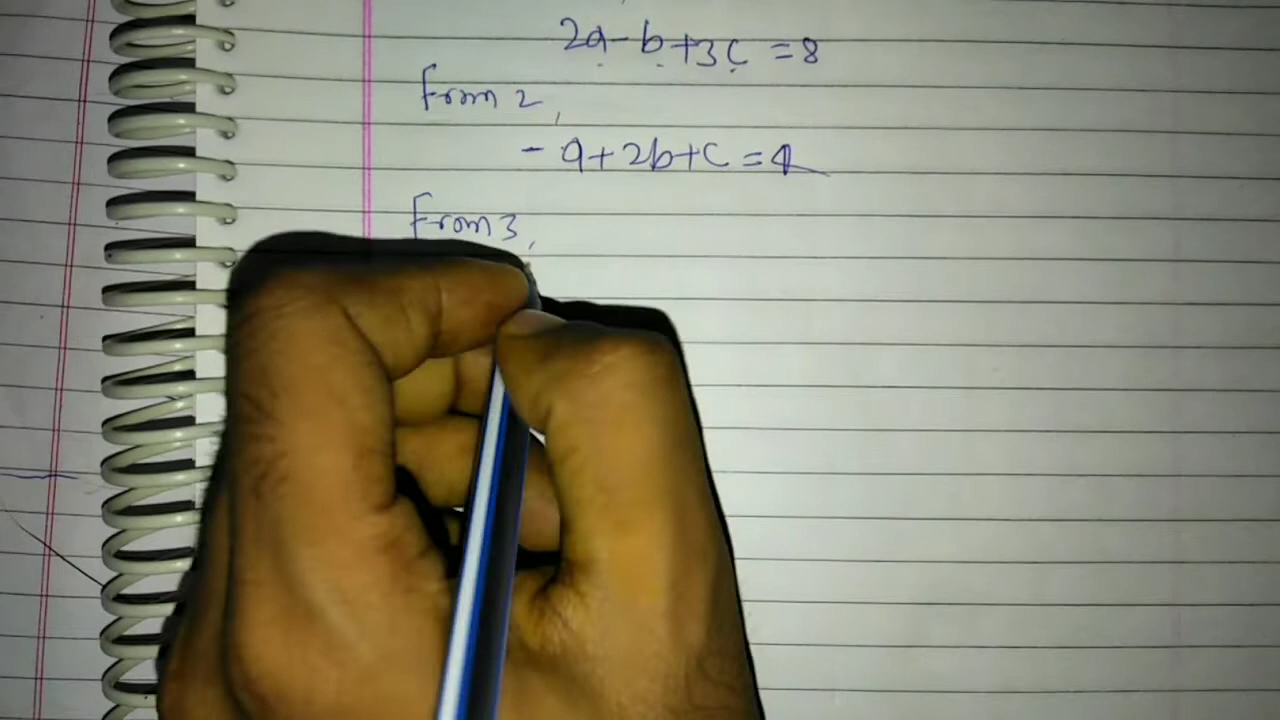 2a-b+3c=8
from 2,
-a+2b+c=4
from 3,